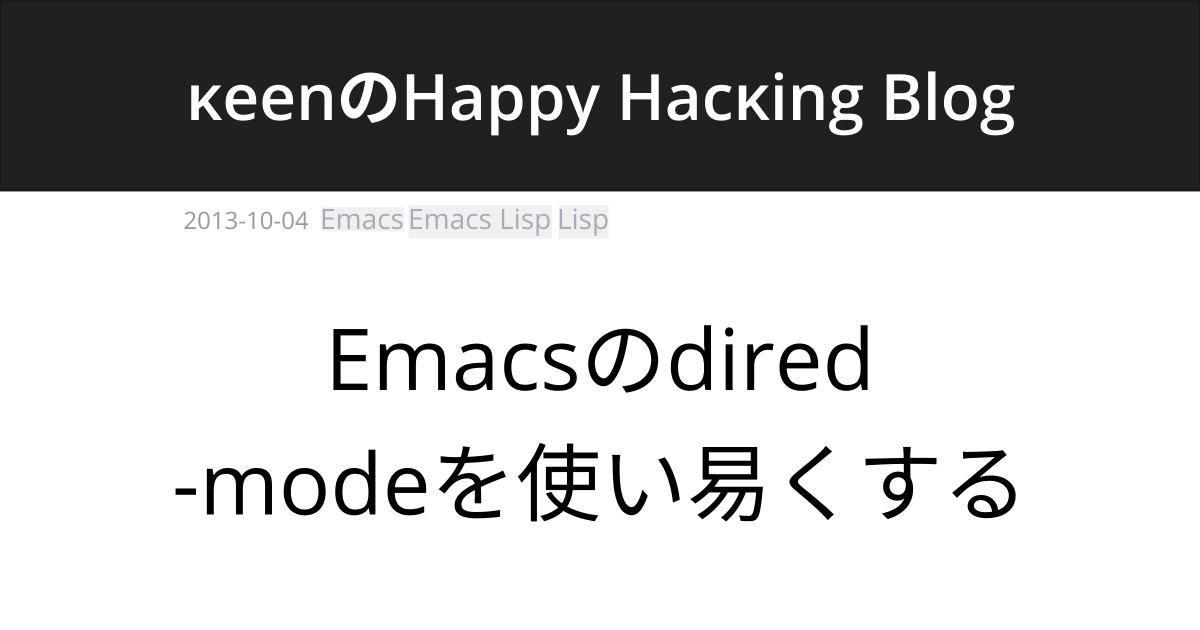 κeenのHappy Hacκing Blog
2013-10-04 Emacs Emacs Lisp Lisp
Emacsのdired
-modeを使い易くする